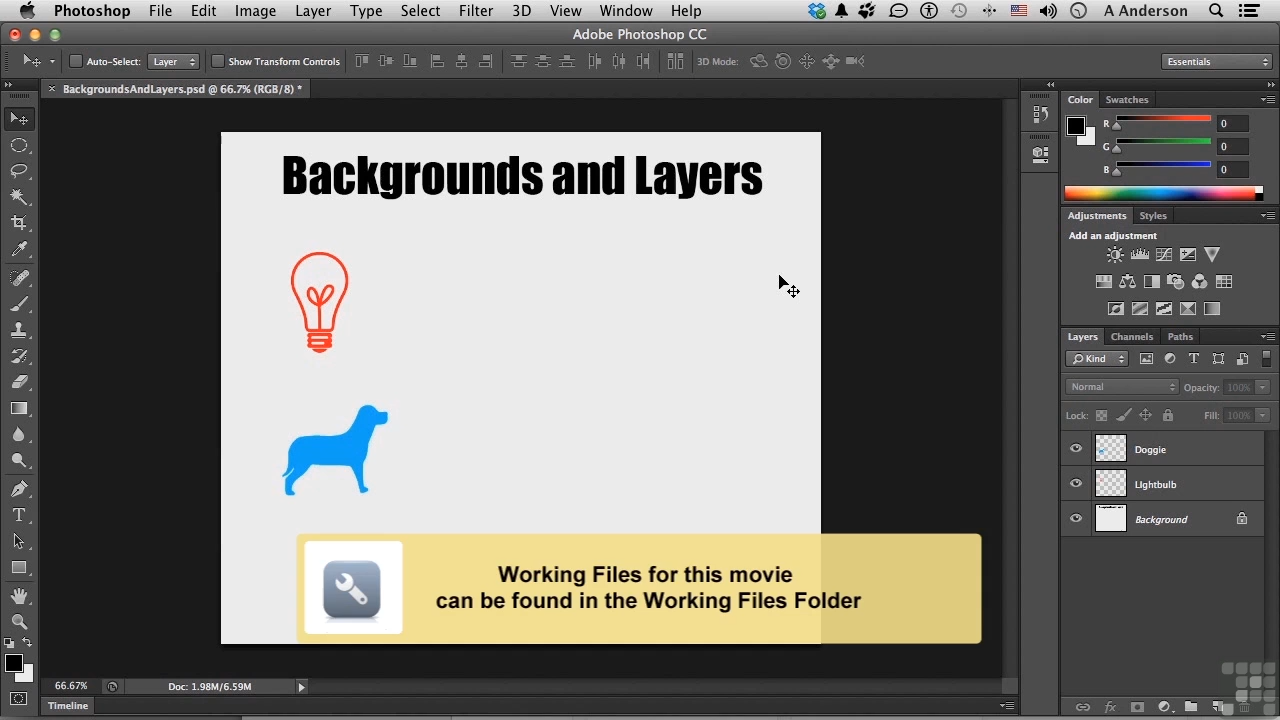 Photoshop File Edit Image Layer Type Select Filter 3D View Window Help A Anderson
Adobe Photoshop CC
Auto-Select: Layer Show Transform Controls 3D Mode: Essentials
× BackgroundsAndLayers.psd @ 66.7% (RGB/8) *
Color Swatches
R 0
G 0
B 0
Backgrounds and Layers
Adjustments Styles
Add an adjustment
Layers Channels Paths
Kind T
Normal Opacity: 100%
Lock: Fill: 100%
Doggie
LIghtbulb
Background
T
Working Files for this movie
can be found in the Working Files Folder
66.67% Doc: 1.98M/6.59M
Timeline
fx